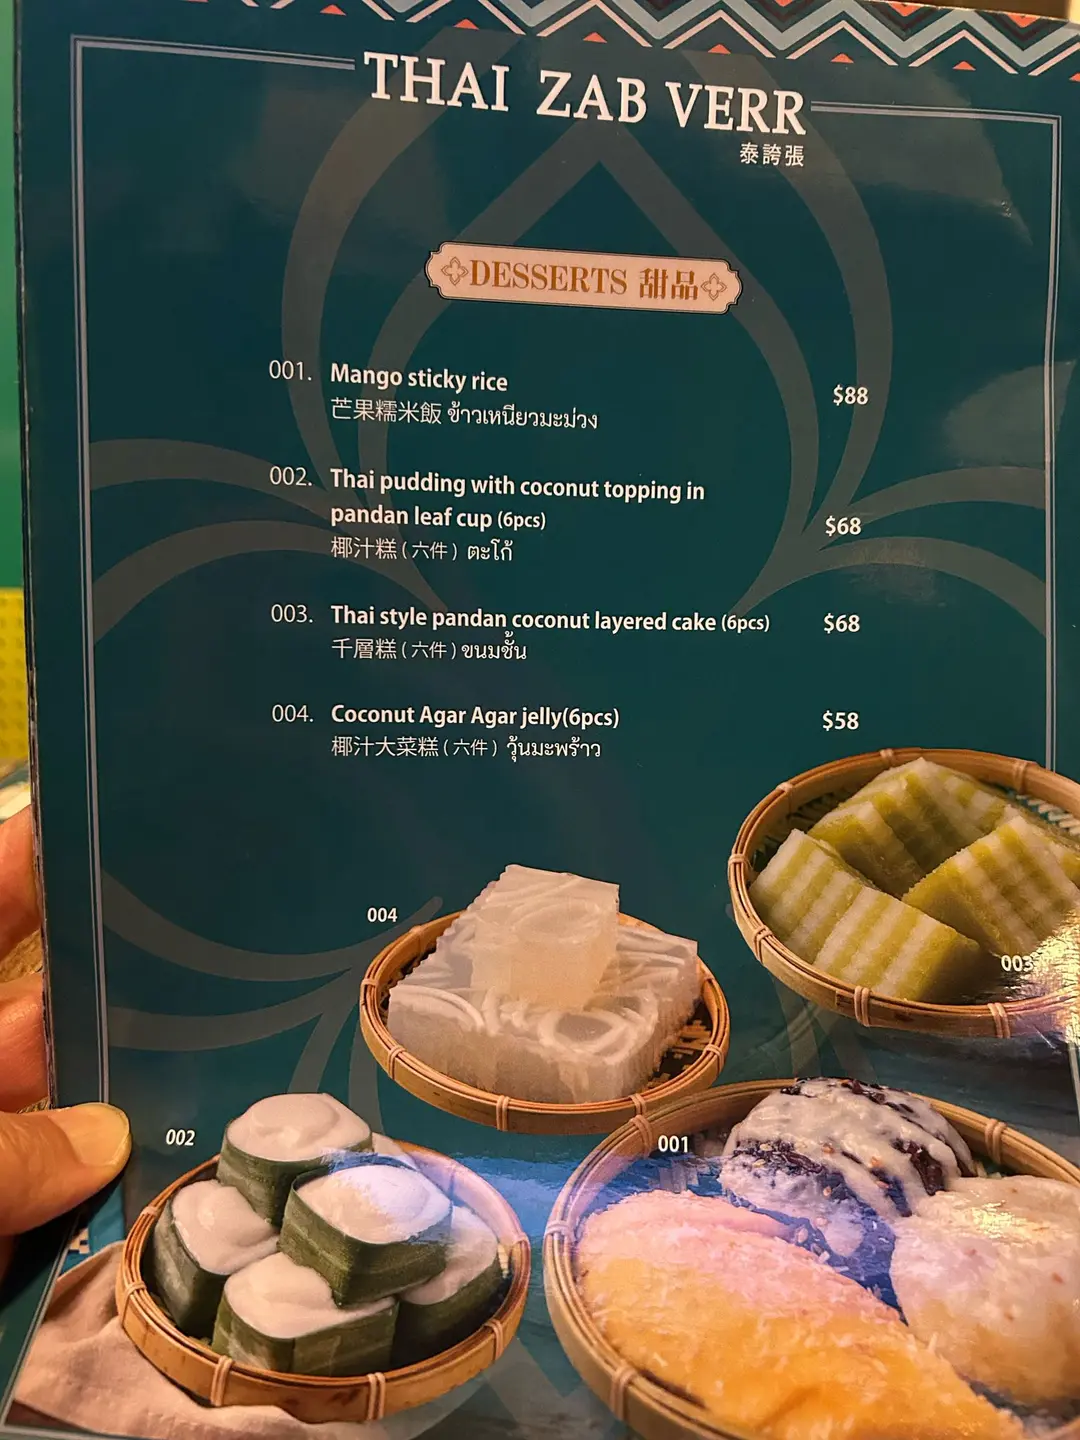 THAI ZAB VERR
泰誇張
DESSERTS 甜品
001. Mango sticky rice
芒果糯米飯 ข้าวเหนียวมะม่วง
$88
002. Thai pudding with coconut topping in
pandan leaf cup (6pcs)
$68
椰汁糕 ( 六件 ) ตะโก้
003. Thai style pandan coconut layered cake (6pcs)
$68
千層糕 ( 六件 ) ขนมชั้น
004. Coconut Agar Agar jelly(6pcs)
$58
椰汁大菜糕 ( 六件 ) วุ้นมะพร้าว
004
003
002
001